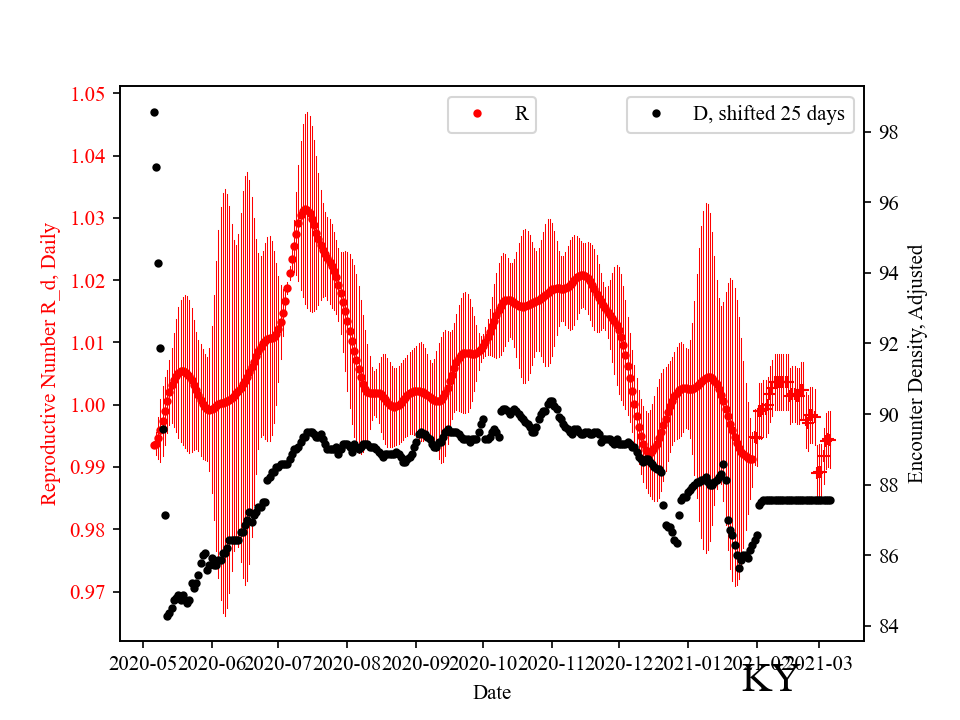 R
D, shifted 25 days
1.05
1.04
1.03
1.02
1.01
1.00
0.99
0.98
0.97
Reproductive Number R_d, Daily
98
96
94
92
90
88
86
84
Encounter Density, Adjusted
2020-05 2020-06 2020-07 2020-08 2020-09 2020-10 2020-11 2020-12 2021-01 2021-02 2021-03
Date
KY